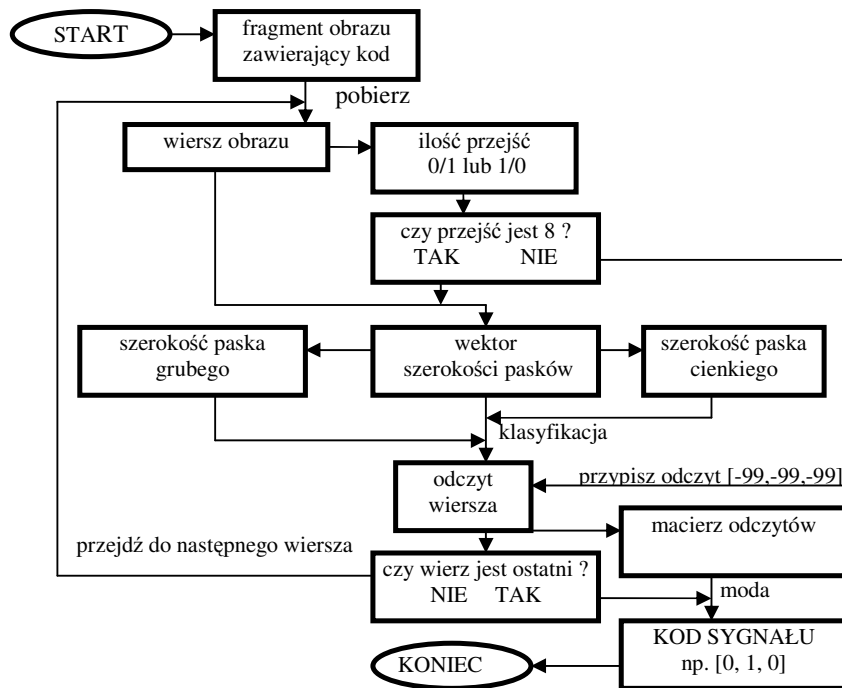 START
fragment obrazu
zawierający kod
pobierz
wiersz obrazu
ilość przejść
0/1 lub 1/0
czy przejść jest 8 ?
TAK NIE
szerokość paska
grubego
wektor
szerokości pasków
szerokość paska
cienkiego
klasyfikacja
odczyt
wiersza
przypisz odczyt [-99,-99,-99]
macierz odczytów
przejdź do następnego wiersza
czy wierz jest ostatni ?
NIE TAK
moda
KOD SYGNAŁU
np. [0, 1, 0]
KONIEC